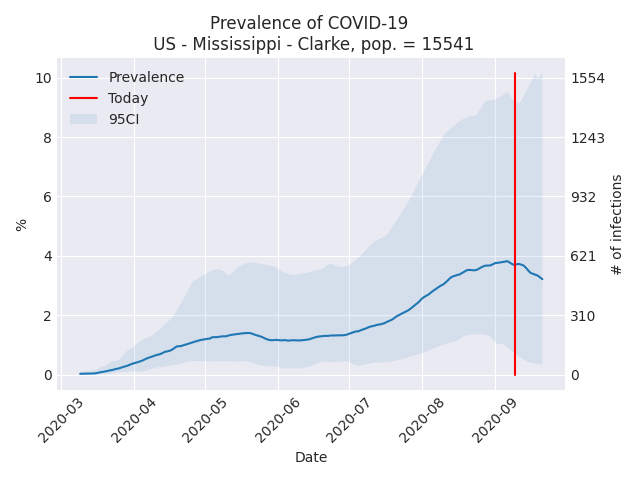 Prevalence of COVID-19
US - Mississippi - Clarke, pop. = 15541
Prevalence
Today
95CI
10
8
6
4
2
0
%
1554
1243
932
621
310
0
# of infections
2020-03
2020-04
2020-05
2020-06
2020-07
2020-08
2020-09
Date